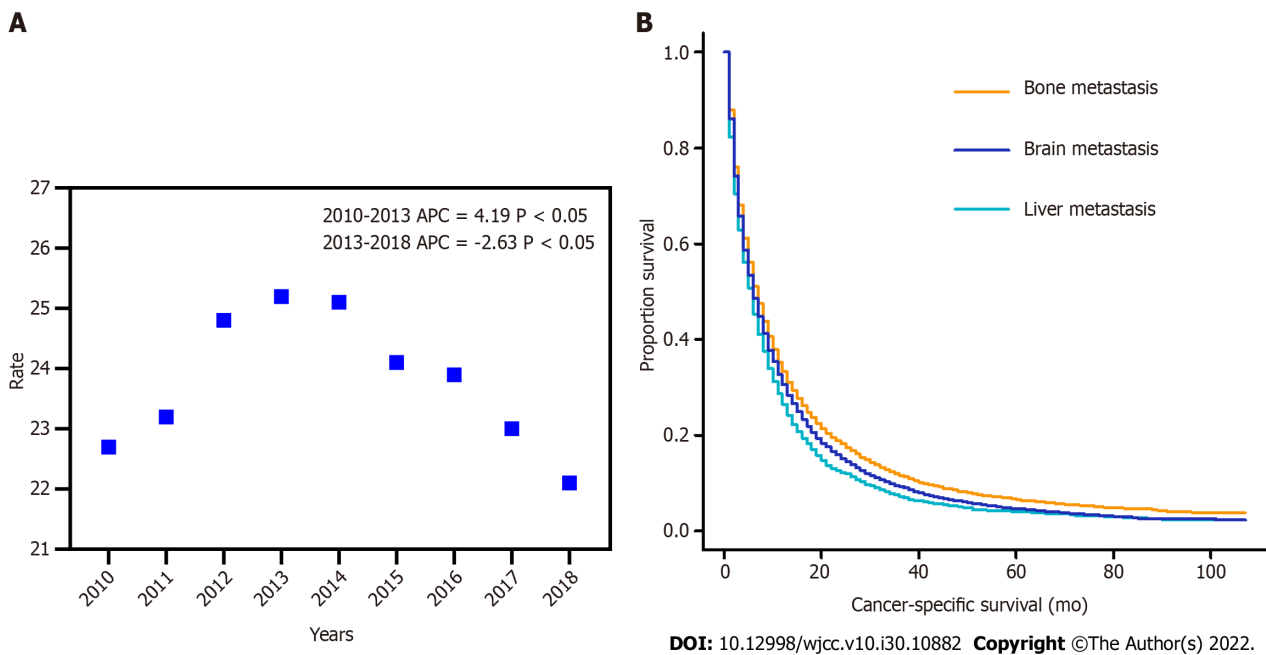 A
27
26
25
24
23
22
21
Rate
2010-2013 APC = 4.19 P < 0.05
2013-2018 APC = -2.63 P < 0.05
2010
2011
2012
2013
2014
2015
2016
2017
2018
Years
B
1.0
0.8
0.6
0.4
0.2
0.0
Proportion survival
Bone metastasis
Brain metastasis
Liver metastasis
0
20
40
60
80
100
Cancer-specific survival (mo)
DOI: 10.12998/wjcc.v10.i30.10882 Copyright ©The Author(s) 2022.